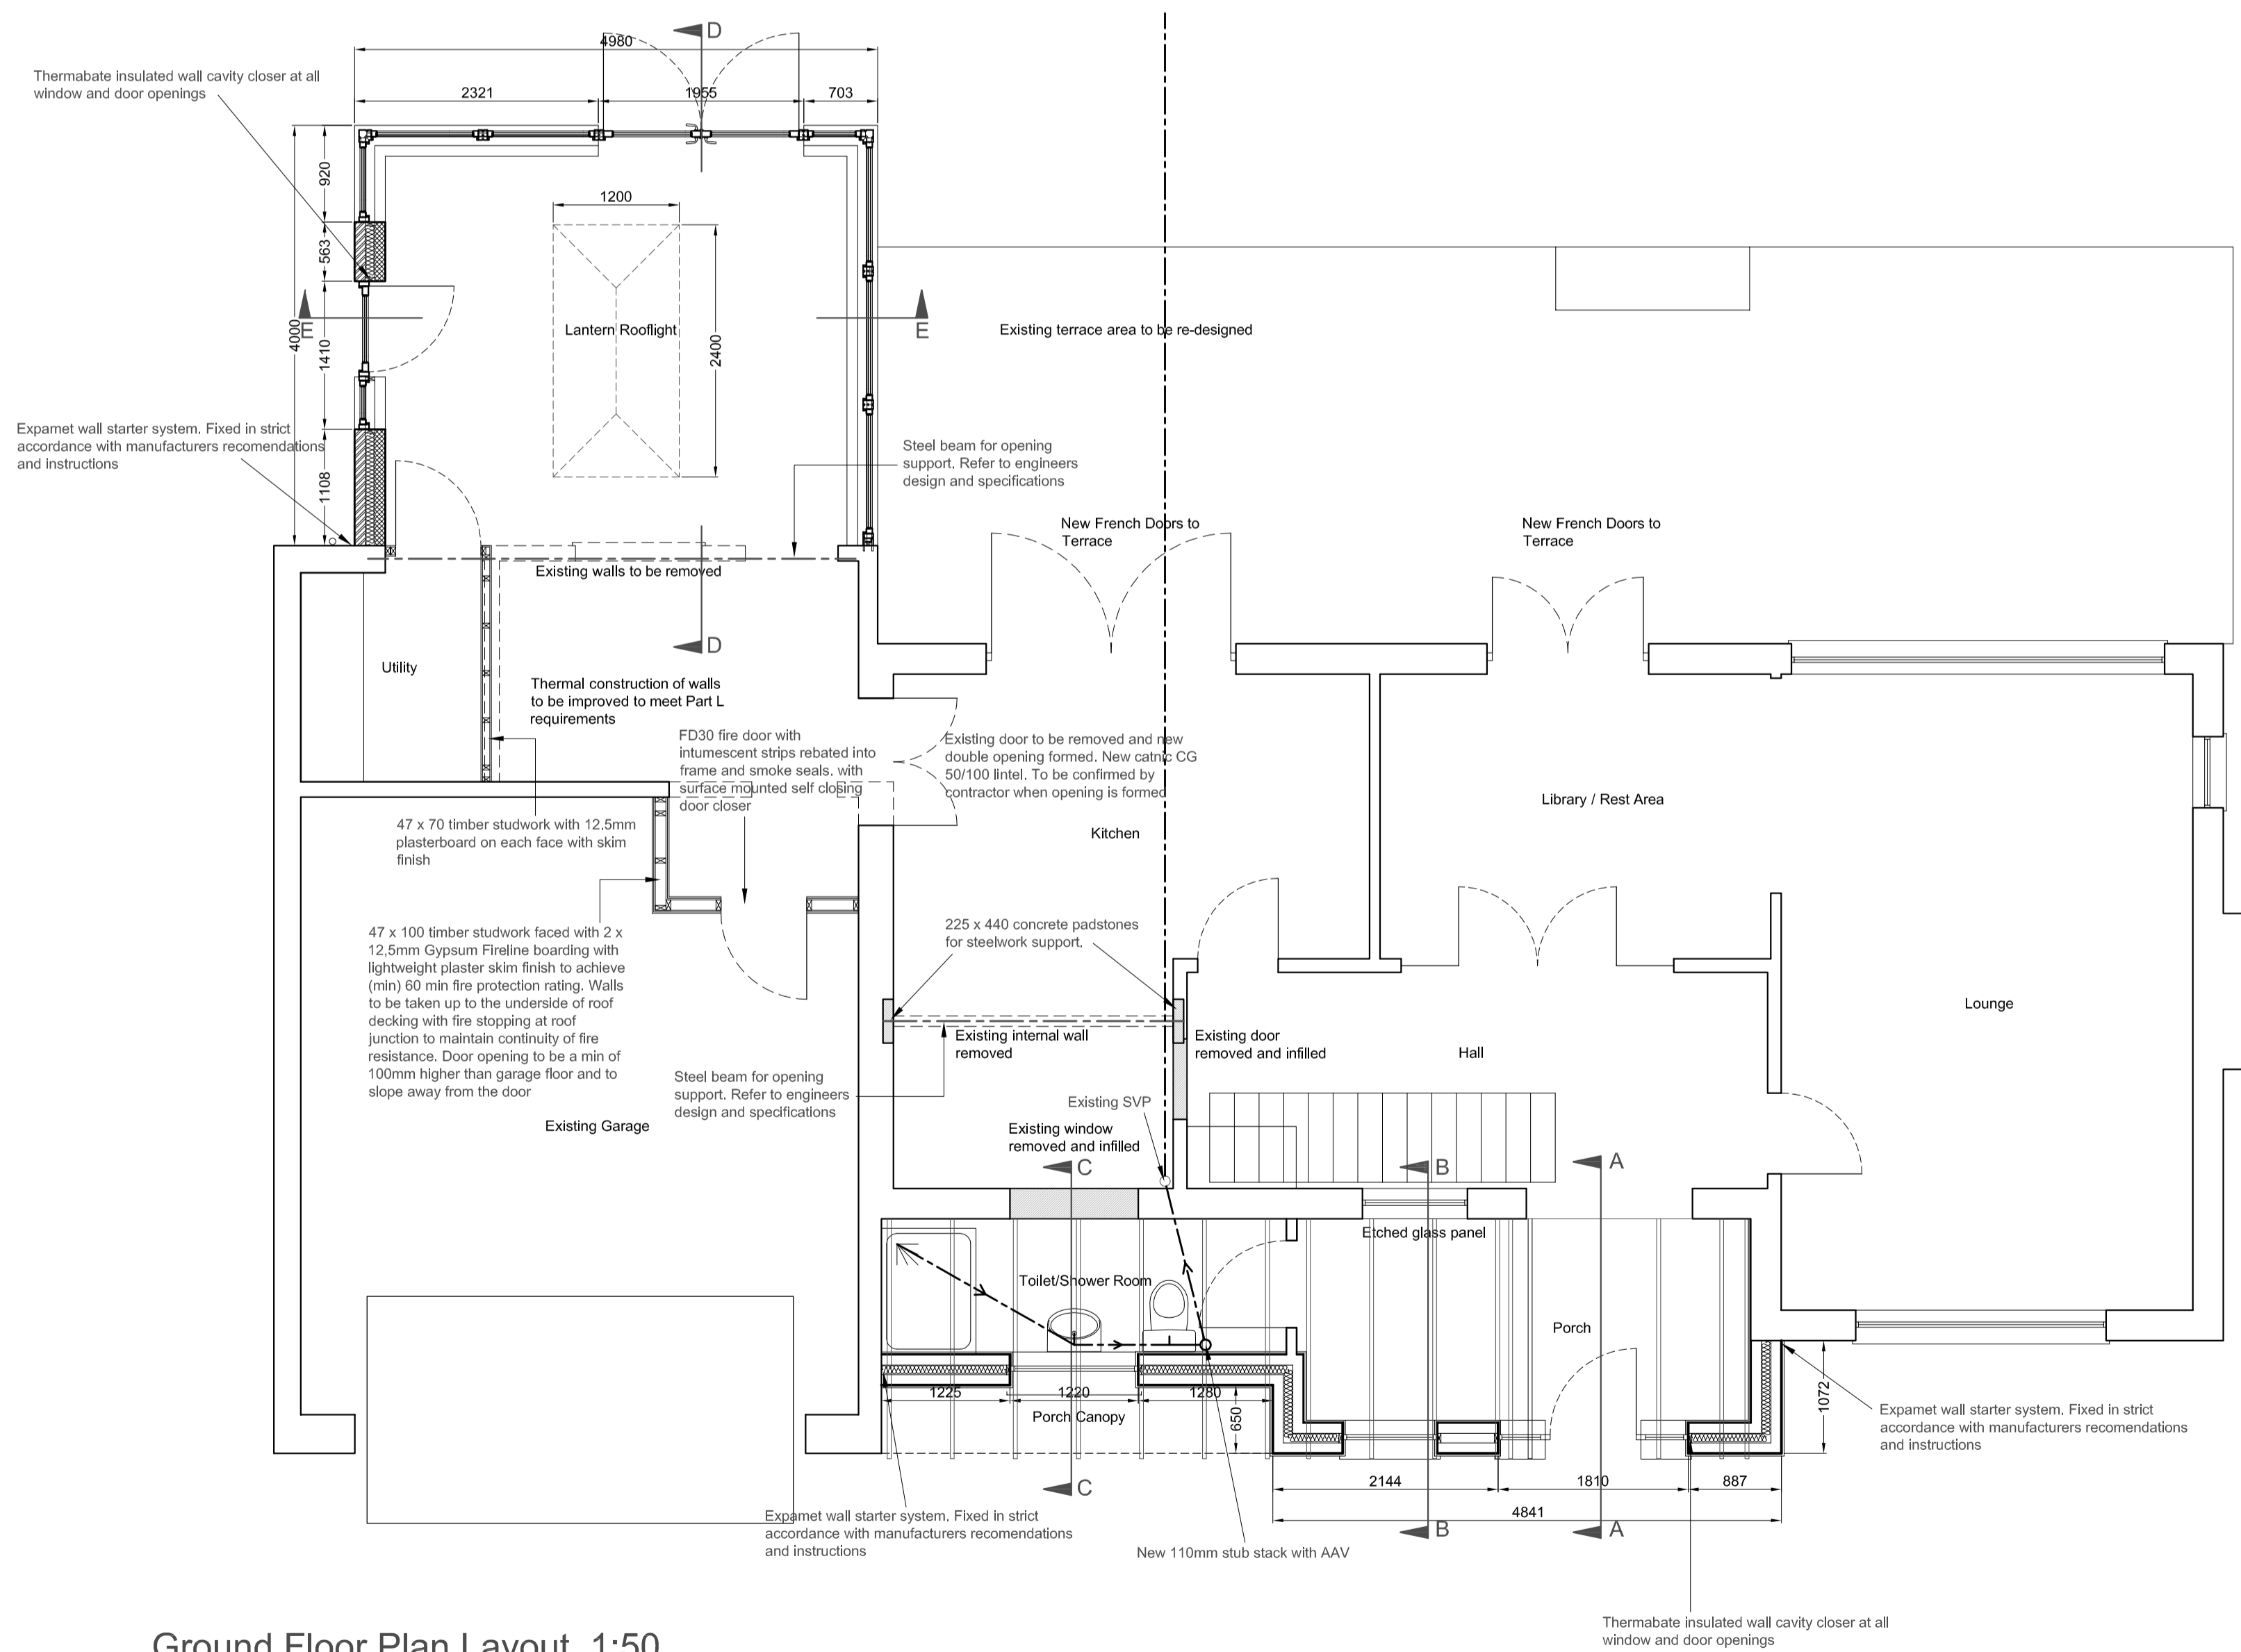 D
4980
Thermabate insulated wall cavity closer at all
window and door openings
2321
1955
703
920
1200
563
4000
E
Lantern Rooflight
E
Existing terrace area to be re-designed
2400
1410
Expamet wall starter system. Fixed in strict
accordance with manufacturers recomendations
and instructions
Steel beam for opening
support. Refer to engineers
design and specifications
1108
New French Doors to
Terrace
New French Doors to
Terrace
Existing walls to be removed
D
Utility
Thermal construction of walls
to be improved to meet Part L
requirements
FD30 fire door with
intumescent strips rebated into
frame and smoke seals. with
surface mounted self closing
door closer
Existing door to be removed and new
double opening formed. New catnic CG
50/100 lintel. To be confirmed by
contractor when opening is formed
Library / Rest Area
47 x 70 timber studwork with 12.5mm
plasterboard on each face with skim
finish
Kitchen
47 x 100 timber studwork faced with 2 x
12.5mm Gypsum Fireline boarding with
lightweight plaster skim finish to achieve
(min) 60 min fire protection rating. Walls
to be taken up to the underside of roof
decking with fire stopping at roof
junction to maintain continuity of fire
resistance. Door opening to be a min of
100mm higher than garage floor and to
slope away from the door
225 x 440 concrete padstones
for steelwork support.
Lounge
Existing internal wall
removed
Existing door
removed and infilled
Hall
Steel beam for opening
support. Refer to engineers
design and specifications
Existing SVP
Existing Garage
Existing window
removed and infilled
C
B
A
Etched glass panel
Toilet/Shower Room
Porch
1225
1220
1280
Porch Canopy
650
1072
Expamet wall starter system. Fixed in strict
accordance with manufacturers recomendations
and instructions
2144
1810
887
C
4841
Expamet wall starter system. Fixed in strict
accordance with manufacturers recomendations
and instructions
B
A
New 110mm stub stack with AAV
Thermabate insulated wall cavity closer at all
window and door openings
Ground Floor Plan Layout 1:50